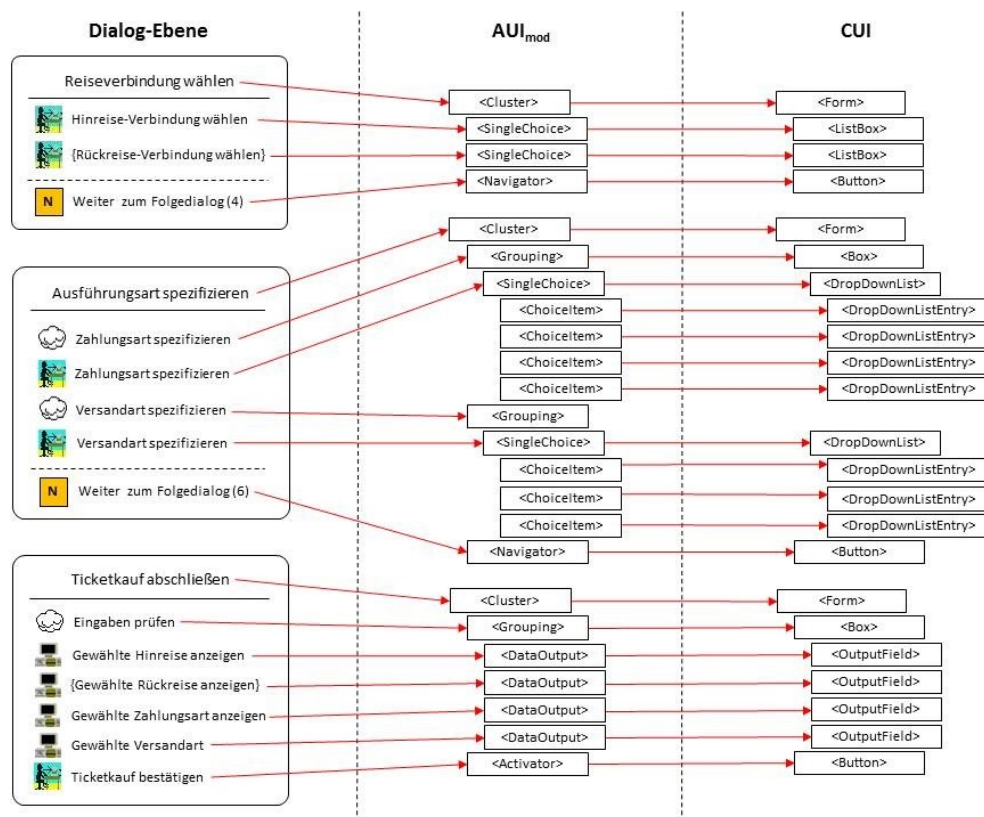 Dialog-Ebene
AUImod
CUI
Reiseverbindung wählen
<Cluster>
<Form>
Hinreise-Verbindung wählen
<SingleChoice>
<ListBox>
{Rückreise-Verbindung wählen}
<SingleChoice>
<ListBox>
<Navigator>
<Button>
N
Weiter zum Folgedialog (4)
<Cluster>
<Form>
<Grouping>
<Box>
Ausführungsart spezifizieren
<SingleChoice>
<DropDownList>
<ChoiceItem>
<DropDownListEntry>
Zahlungsart spezifizieren
<ChoiceItem>
<DropDownListEntry>
<ChoiceItem>
<DropDownListEntry>
Zahlungsart spezifizieren
<ChoiceItem>
<DropDownListEntry>
Versandart spezifizieren
<Grouping>
Versandart spezifizieren
<SingleChoice>
<DropDownList>
<ChoiceItem>
<DropDownListEntry>
N
Weiter zum Folgedialog (6)
<ChoiceItem>
<DropDownListEntry>
<ChoiceItem>
<DropDownListEntry>
<Navigator>
<Button>
Ticketkauf abschließen
<Cluster>
<Form>
Eingaben prüfen
<Grouping>
<Box>
Gewählte Hinreise anzeigen
<DataOutput>
<OutputField>
{Gewählte Rückreise anzeigen}
<DataOutput>
<OutputField>
Gewählte Zahlungsart anzeigen
<DataOutput>
<OutputField>
Gewählte Versandart
<DataOutput>
<OutputField>
Ticketkauf bestätigen
<Activator>
<Button>